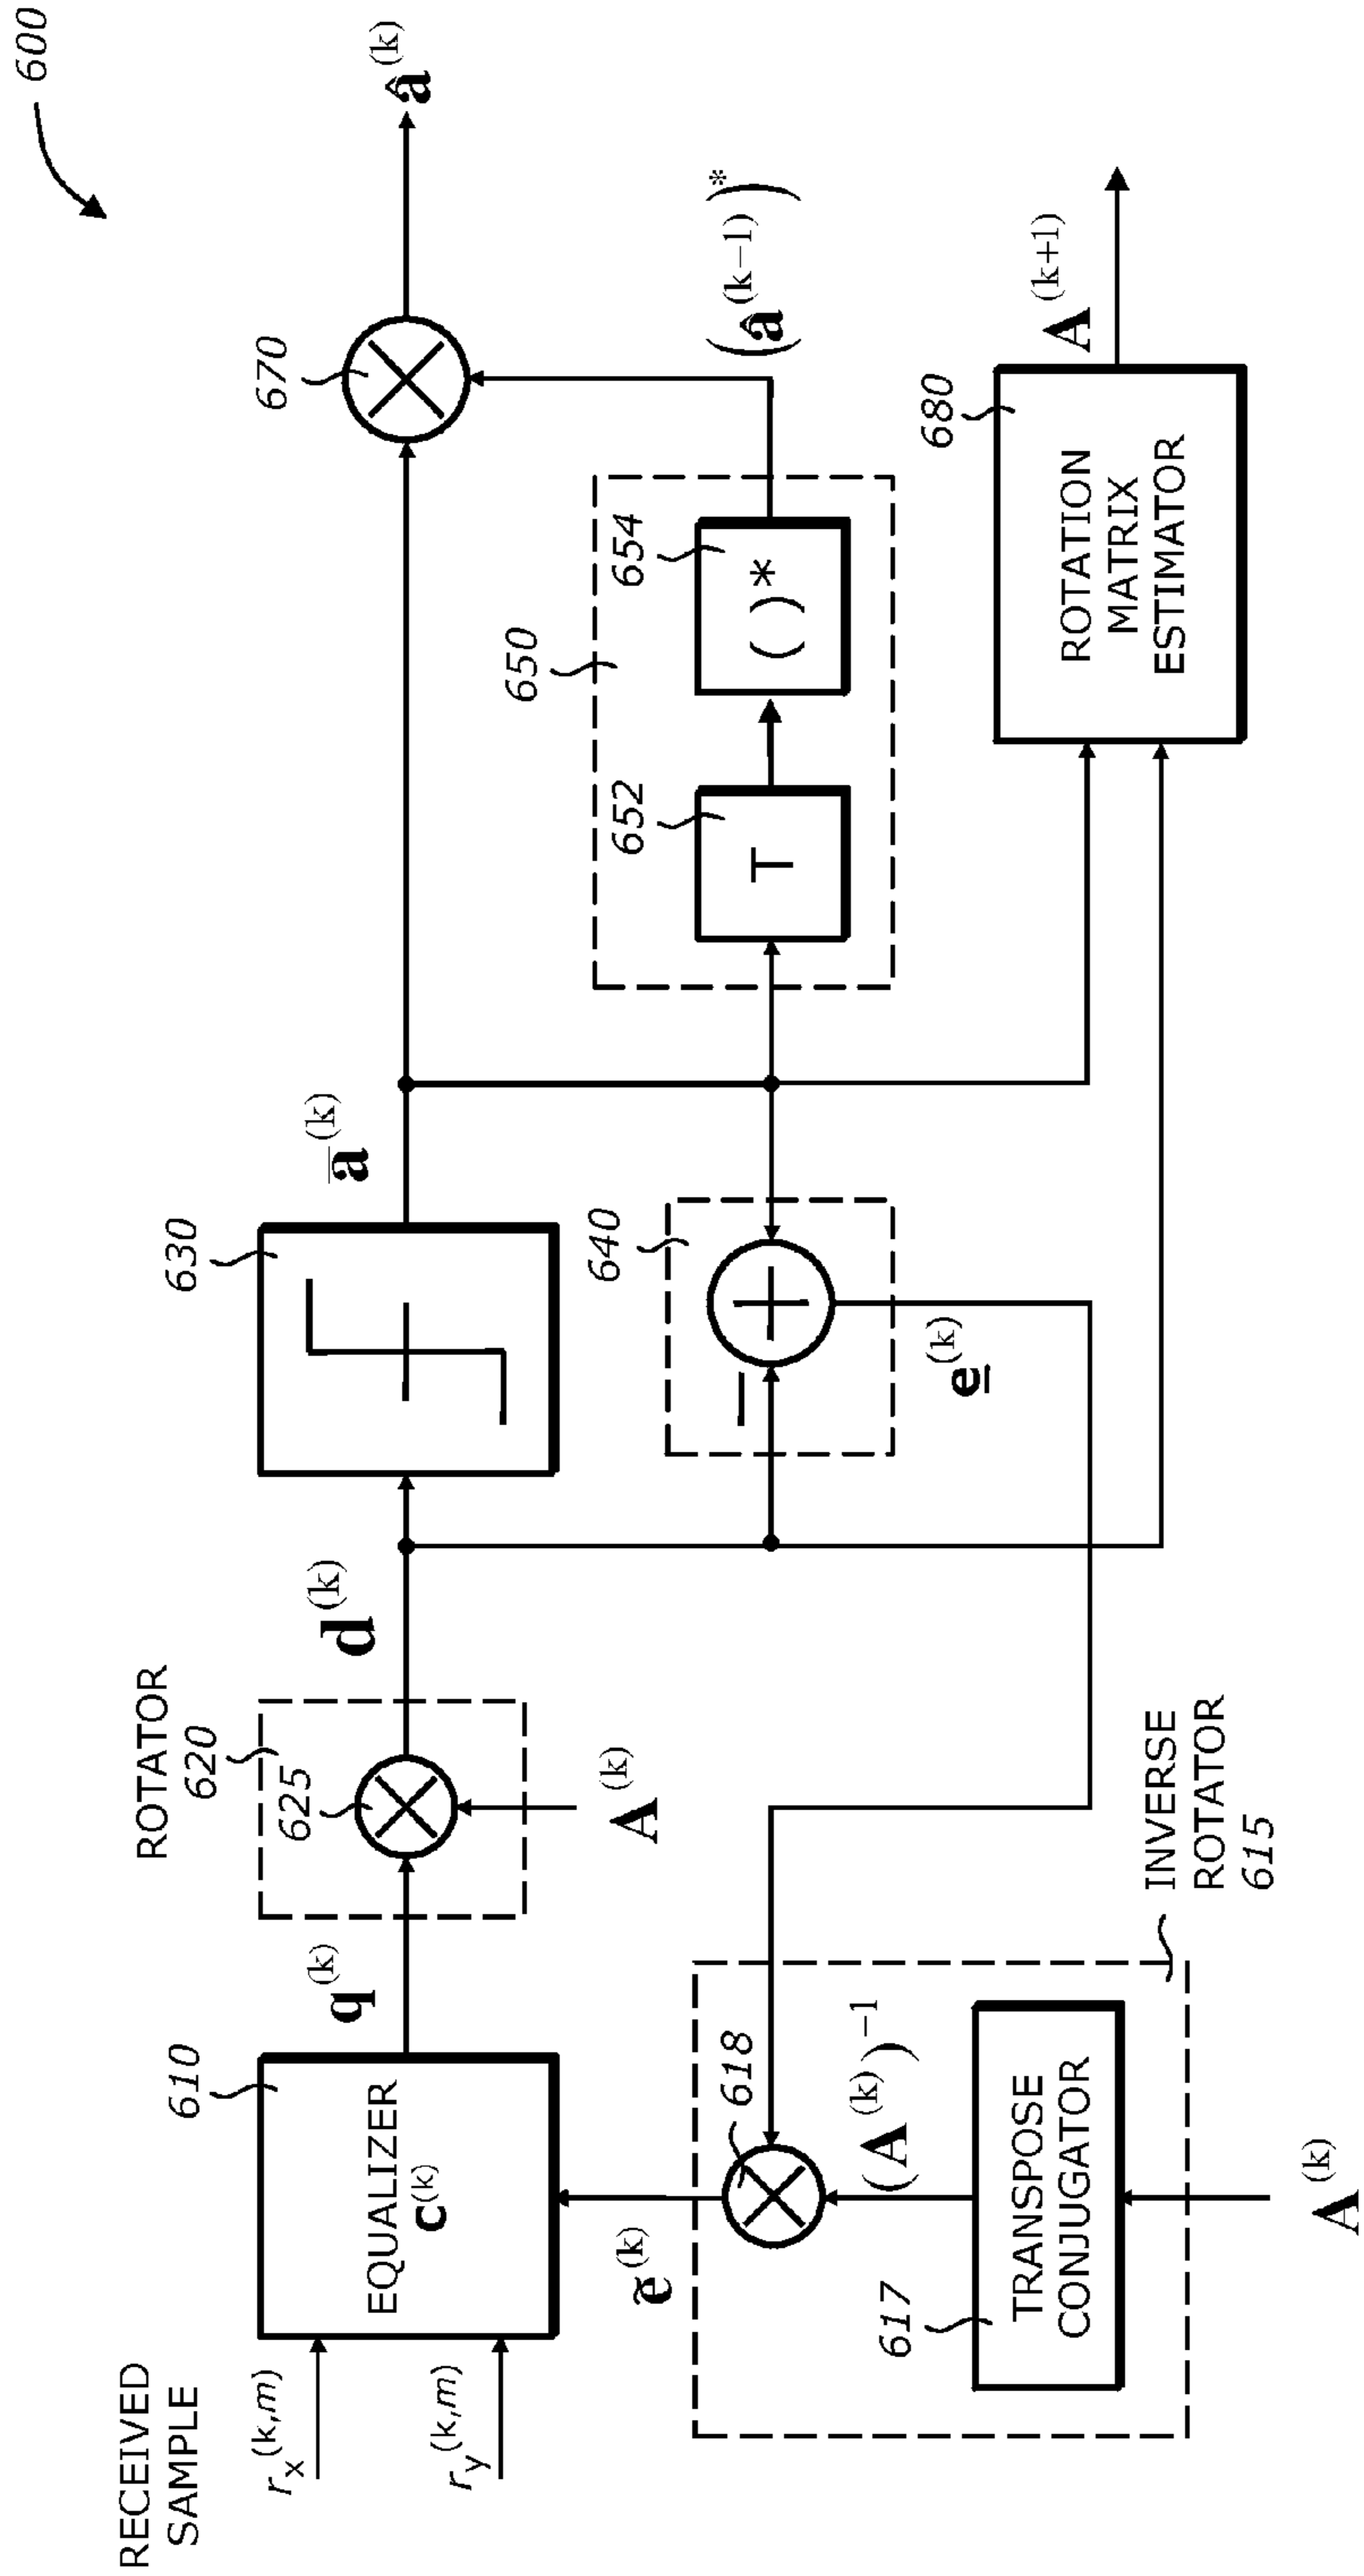 600
RECEIVED
SAMPLE
r_x^(k,m)
r_y^(k,m)
610
EQUALIZER
c^(k)
q^(k)
ROTATOR
620
625
A^(k)
d^(k)
630
a̅^(k)
670
â^(k)
ẽ^(k)
618
(A^(k))^−1
617
TRANSPOSE
CONJUGATOR
A^(k)
INVERSE
ROTATOR
615
640
−
e̲^(k)
650
652
T
654
( )*
(â^(k−1))*
680
ROTATION
MATRIX
ESTIMATOR
A^(k+1)